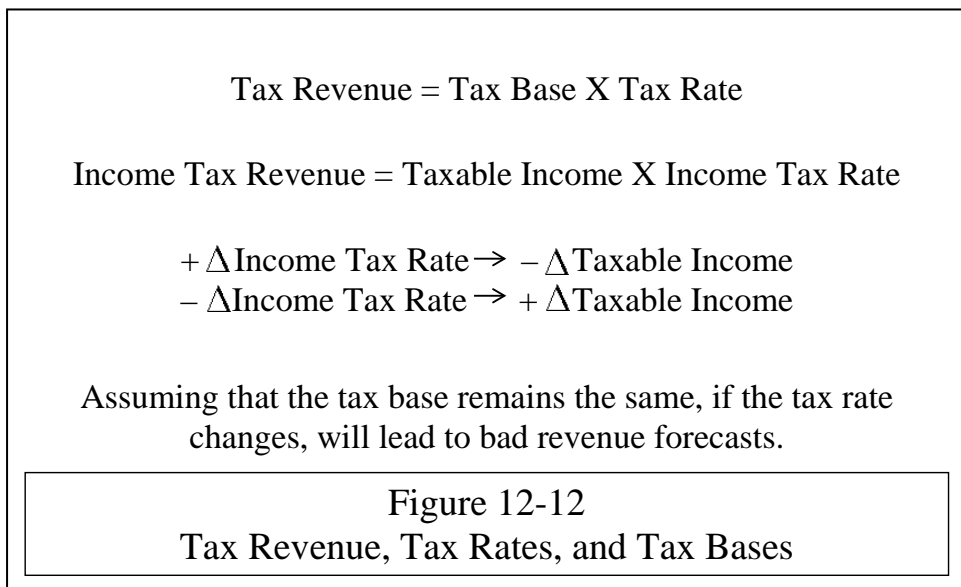 Tax Revenue = Tax Base X Tax Rate
Income Tax Revenue = Taxable Income X Income Tax Rate
+ ΔIncome Tax Rate → – ΔTaxable Income
– ΔIncome Tax Rate → + ΔTaxable Income
Assuming that the tax base remains the same, if the tax rate
changes, will lead to bad revenue forecasts.
Figure 12-12
Tax Revenue, Tax Rates, and Tax Bases